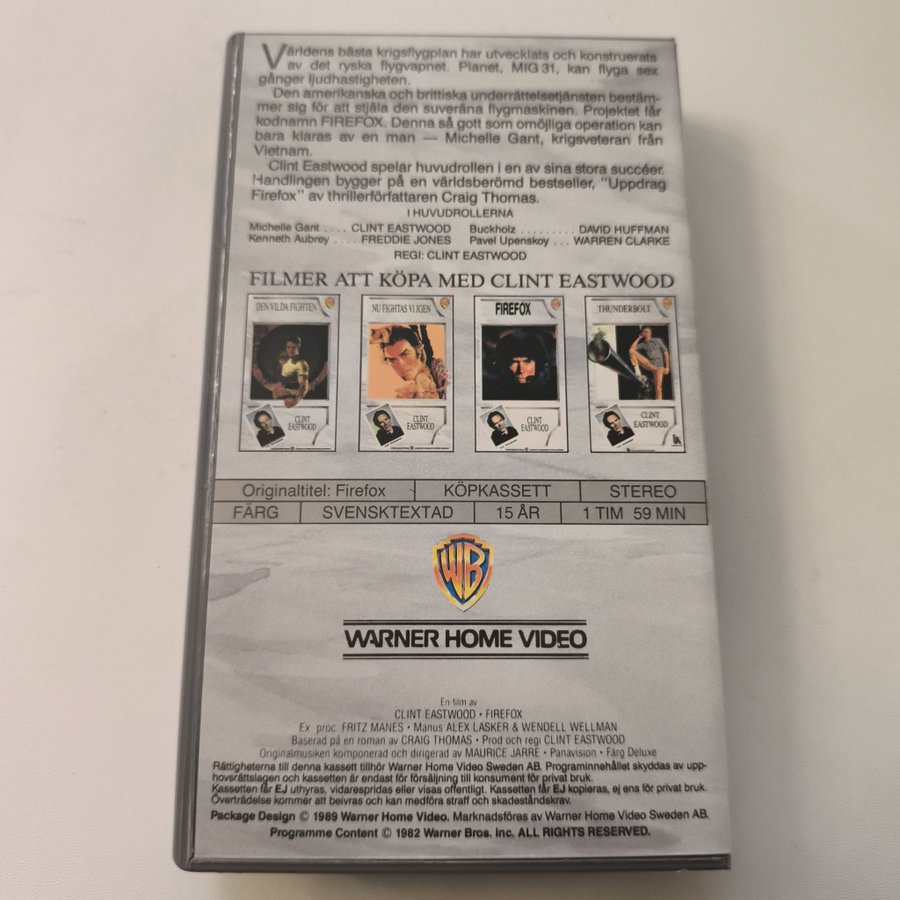 Världens bästa krigsflygplan har utvecklats och konstruerats
av det ryska flygvapnet. Planet, MIG 31, kan flyga sex
gånger ljudhastigheten.
Den amerikanska och brittiska underrättelsetjänsten bestäm-
mer sig för att stjäla den suveräna flygmaskinen. Projektet får
kodnamn FIREFOX. Denna så gott som omöjliga operation kan
bara klaras av en man — Michelle Gant, krigsveteran från
Vietnam.
Clint Eastwood spelar huvudrollen i en av sina stora succéer.
Handlingen bygger på en världsberömd bestseller, "Uppdrag
Firefox" av thrillerförfattaren Craig Thomas.
I HUVUDROLLERNA
Michelle Gant .... CLINT EASTWOOD Buckholz ......... DAVID HUFFMAN
Kenneth Aubrey .... FREDDIE JONES Pavel Upenskoy ... WARREN CLARKE
REGI: CLINT EASTWOOD
FILMER ATT KÖPA MED CLINT EASTWOOD
DEN VILDA FIGHTEN NU FIGHTAS VI IGEN FIREFOX THUNDERBOLT
CLINT EASTWOOD CLINT EASTWOOD CLINT EASTWOOD CLINT EASTWOOD
Originaltitel: Firefox KÖPKASSETT STEREO
FÄRG SVENSKTEXTAD 15 ÅR 1 TIM 59 MIN
WB
WARNER HOME VIDEO
En film av
CLINT EASTWOOD • FIREFOX
Ex proc. FRITZ MANES • Manus ALEX LASKER & WENDELL WELLMAN
Baserad på en roman av CRAIG THOMAS • Prod och regi CLINT EASTWOOD
Originalmusiken komponerad och dirigerad av MAURICE JARRE • Panavision • Färg Deluxe
Rättigheterna till denna kassett tillhör Warner Home Video Sweden AB. Programinnehållet skyddas av upp-
hovsrättslagen och kassetten är endast för försäljning till konsument för privat bruk.
Kassetten får EJ uthyras, vidarespridas eller visas offentligt. Kassetten får EJ kopieras, ej ens för privat bruk.
Överträdelse kommer att beivras och kan medföra straff och skadeståndskrav.
Package Design © 1989 Warner Home Video. Marknadsföres av Warner Home Video Sweden AB.
Programme Content © 1982 Warner Bros. Inc. ALL RIGHTS RESERVED.